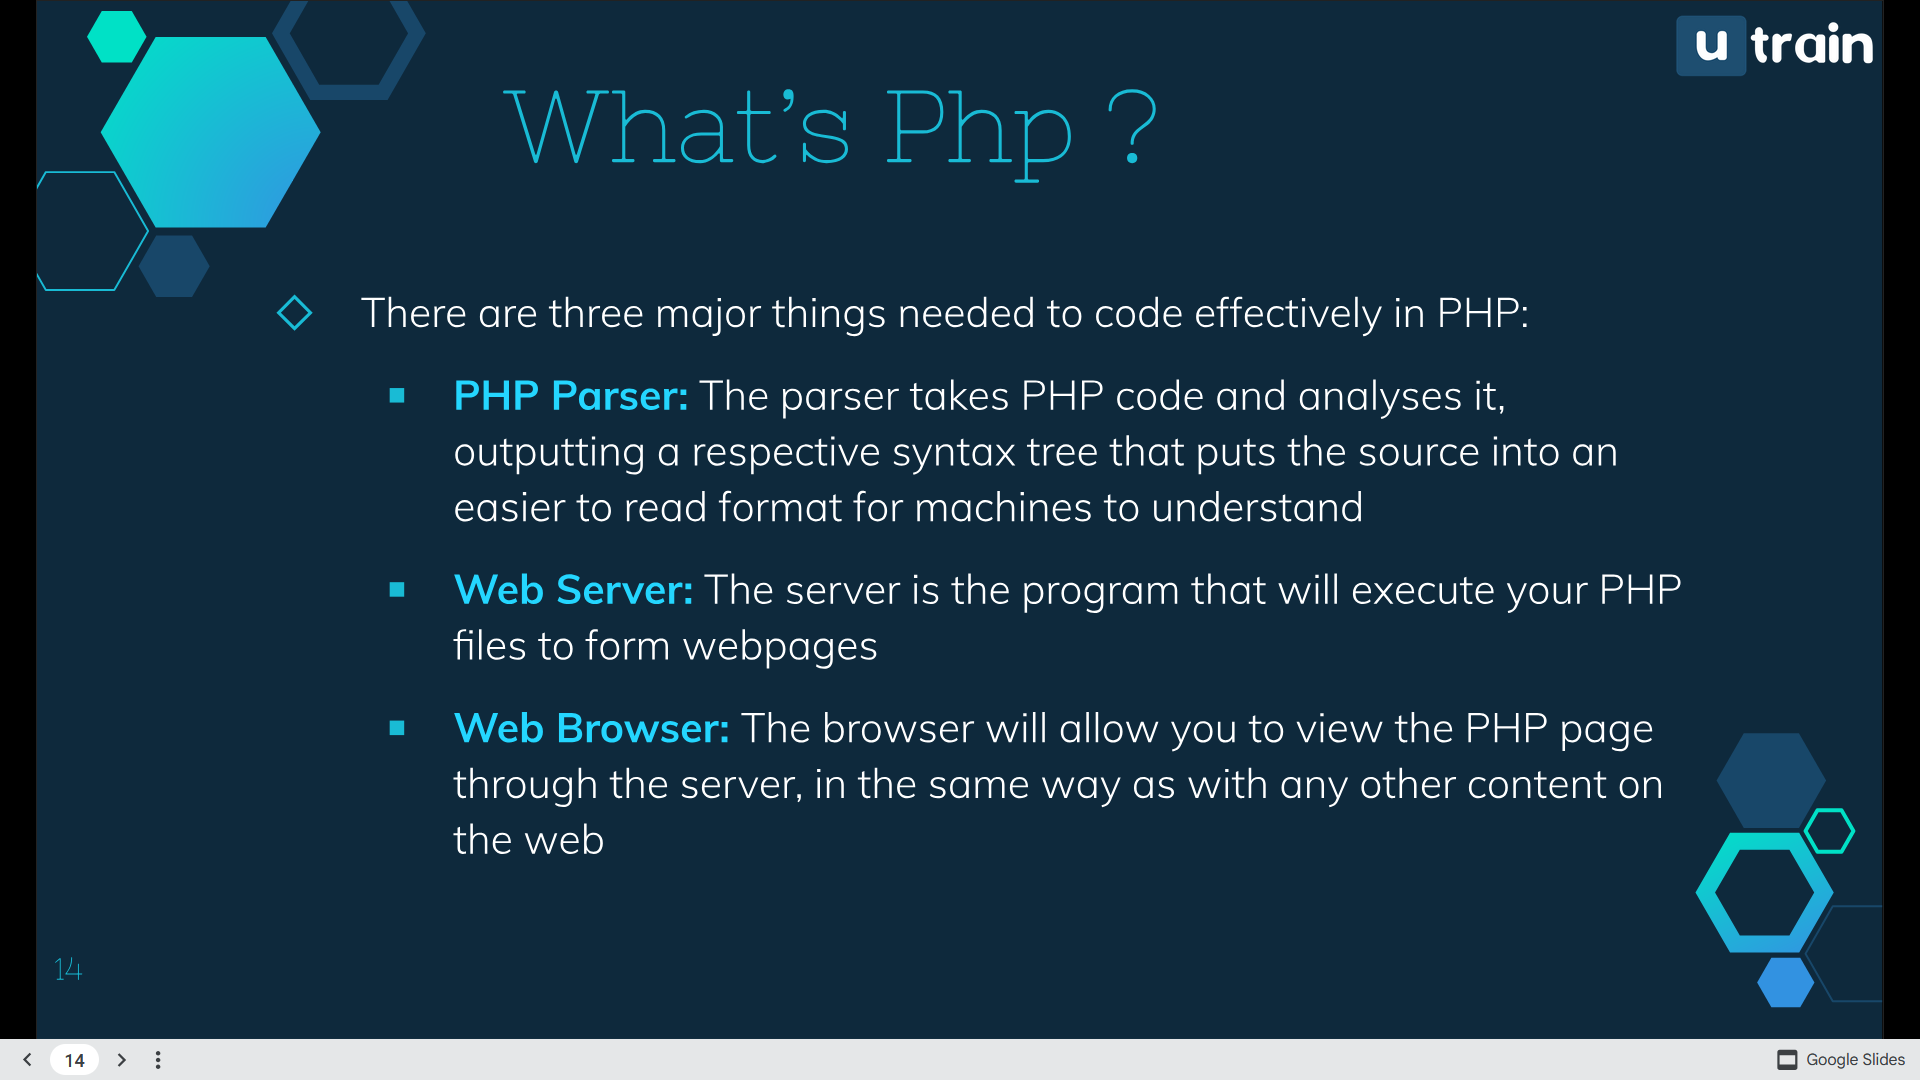 u train
What’s Php ?
There are three major things needed to code effectively in PHP:
PHP Parser: The parser takes PHP code and analyses it,
outputting a respective syntax tree that puts the source into an
easier to read format for machines to understand
Web Server: The server is the program that will execute your PHP
files to form webpages
Web Browser: The browser will allow you to view the PHP page
through the server, in the same way as with any other content on
the web
14
14
Google Slides